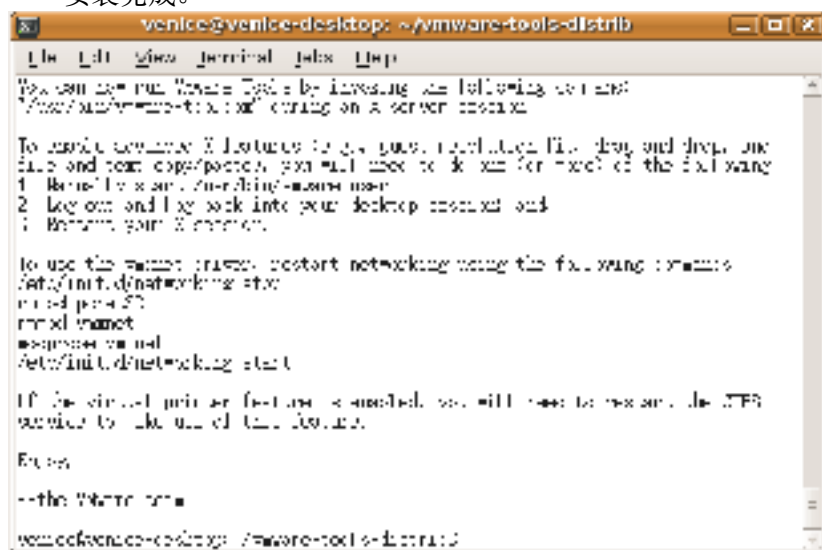 安装完成。
venice@venice-desktop: ~/vmware-tools-distrib
File Edit View Terminal Tabs Help
You can now run VMware Tools by invoking the following command:
"/usr/bin/vmware-toolbox" during an X server session.
To enable advanced X features (e.g., guest resolution fit, drag and drop, and
file and text copy/paste), you will need to do one (or more) of the following:
1. Manually start /usr/bin/vmware-user
2. Log out and log back into your desktop session; and
3. Restart your X session.
To use the vmxnet driver, restart networking using the following commands:
/etc/init.d/networking stop
rmmod pcnet32
rmmod vmxnet
modprobe vmxnet
/etc/init.d/networking start
If the virtual printer feature is enabled, you will need to restart the CUPS
service to make use of this feature.
Enjoy,
--the VMware team
venice@venice-desktop:~/vmware-tools-distrib$